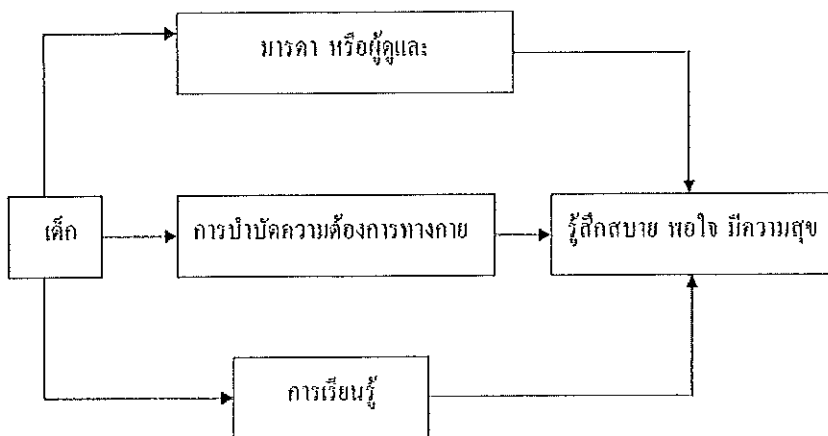 มารดา หรือผู้ดูและ
เด็ก
การบำบัดความต้องการทางกาย
รู้สึกสบาย พอใจ มีความสุข
การเรียนรู้